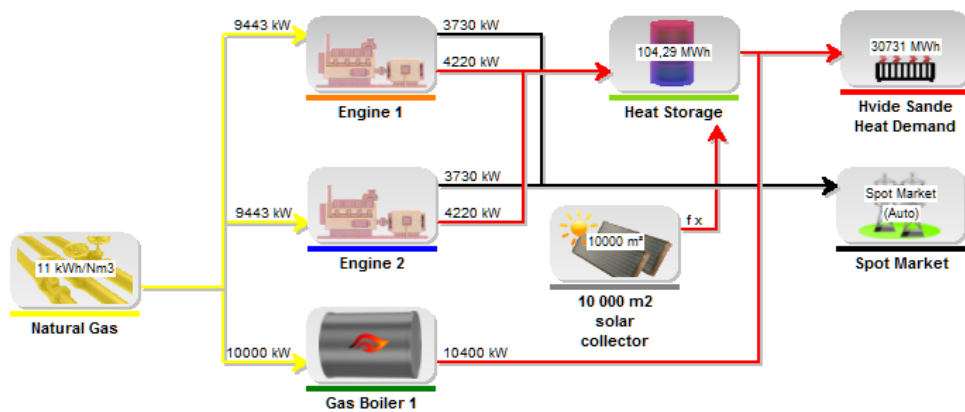 9443 kW
3730 kW
4220 kW
Engine 1
104,29 MWh
Heat Storage
30731 MWh
Hvide Sande
Heat Demand
9443 kW
3730 kW
4220 kW
Engine 2
f x
10000 m²
10 000 m2
solar
collector
Spot Market
(Auto)
Spot Market
11 kWh/Nm3
Natural Gas
10000 kW
10400 kW
Gas Boiler 1